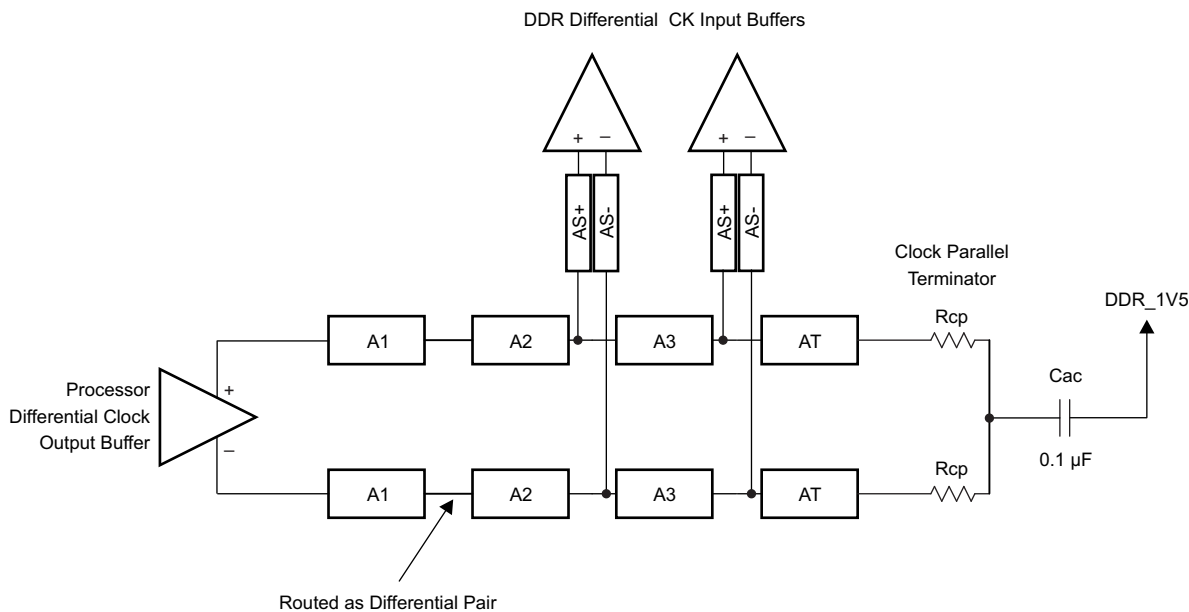 DDR Differential CK Input Buffers
+ –
+ –
AS+
AS-
AS+
AS-
Clock Parallel
Terminator
DDR_1V5
Rcp
A1
A2
A3
AT
Processor
Differential Clock
Output Buffer
+
–
Cac
0.1 µF
Rcp
A1
A2
A3
AT
Routed as Differential Pair